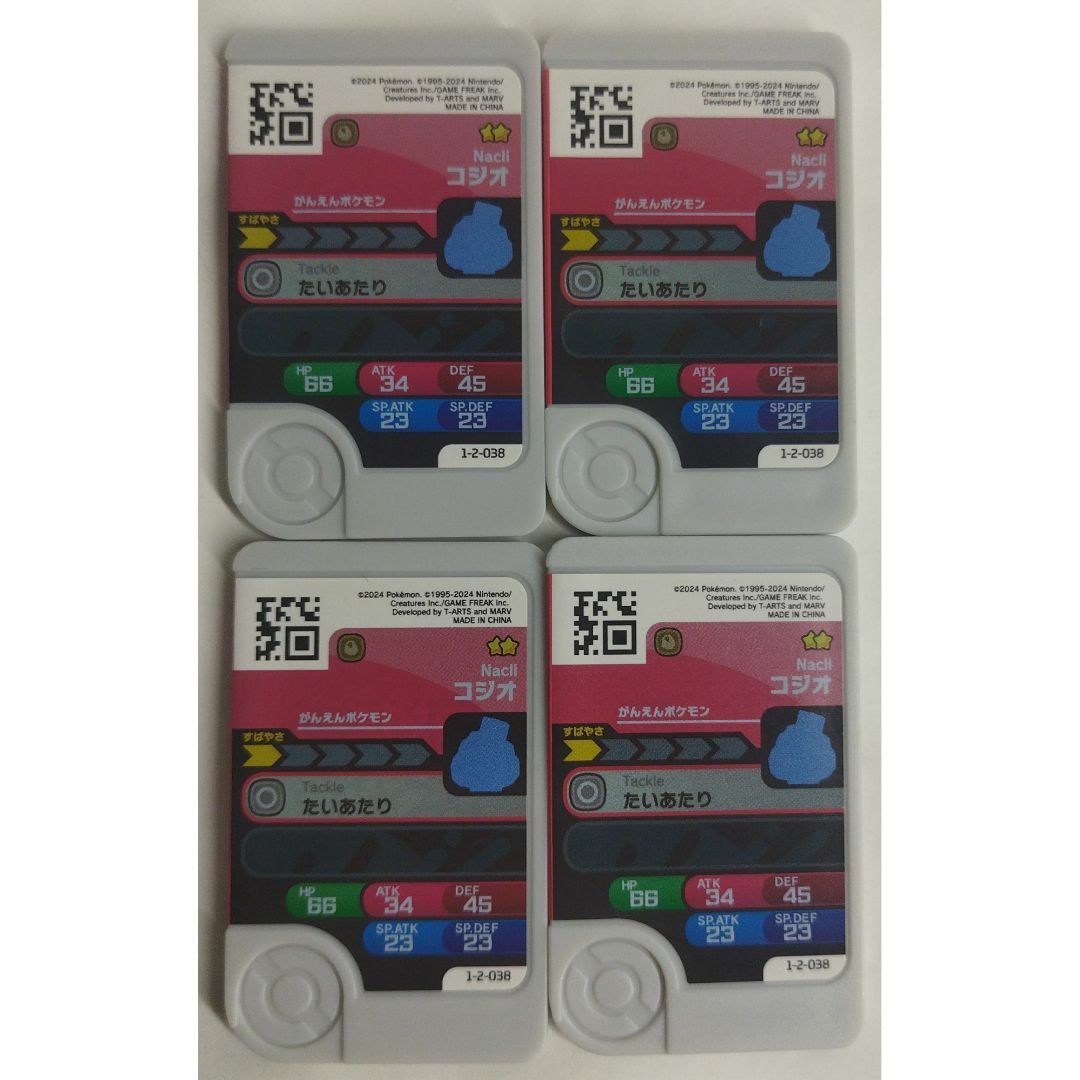 ©2024 Pokémon. ©1995-2024 Nintendo/
Creatures Inc./GAME FREAK inc.
Developed by T-ARTS and MARV
MADE IN CHINA
Nacli
コジオ
がんえんポケモン
すばやさ
Tackle
たいあたり
HP
66
ATK
34
DEF
45
SP.ATK
23
SP.DEF
23
1-2-038
©2024 Pokémon. ©1995-2024 Nintendo/
Creatures Inc./GAME FREAK inc.
Developed by T-ARTS and MARV
MADE IN CHINA
Nacli
コジオ
がんえんポケモン
すばやさ
Tackle
たいあたり
HP
66
ATK
34
DEF
45
SP.ATK
23
SP.DEF
23
1-2-038
©2024 Pokémon. ©1995-2024 Nintendo/
Creatures Inc./GAME FREAK inc.
Developed by T-ARTS and MARV
MADE IN CHINA
Nacli
コジオ
がんえんポケモン
すばやさ
Tackle
たいあたり
HP
66
ATK
34
DEF
45
SP.ATK
23
SP.DEF
23
1-2-038
©2024 Pokémon. ©1995-2024 Nintendo/
Creatures Inc./GAME FREAK inc.
Developed by T-ARTS and MARV
MADE IN CHINA
Nacli
コジオ
がんえんポケモン
すばやさ
Tackle
たいあたり
HP
66
ATK
34
DEF
45
SP.ATK
23
SP.DEF
23
1-2-038